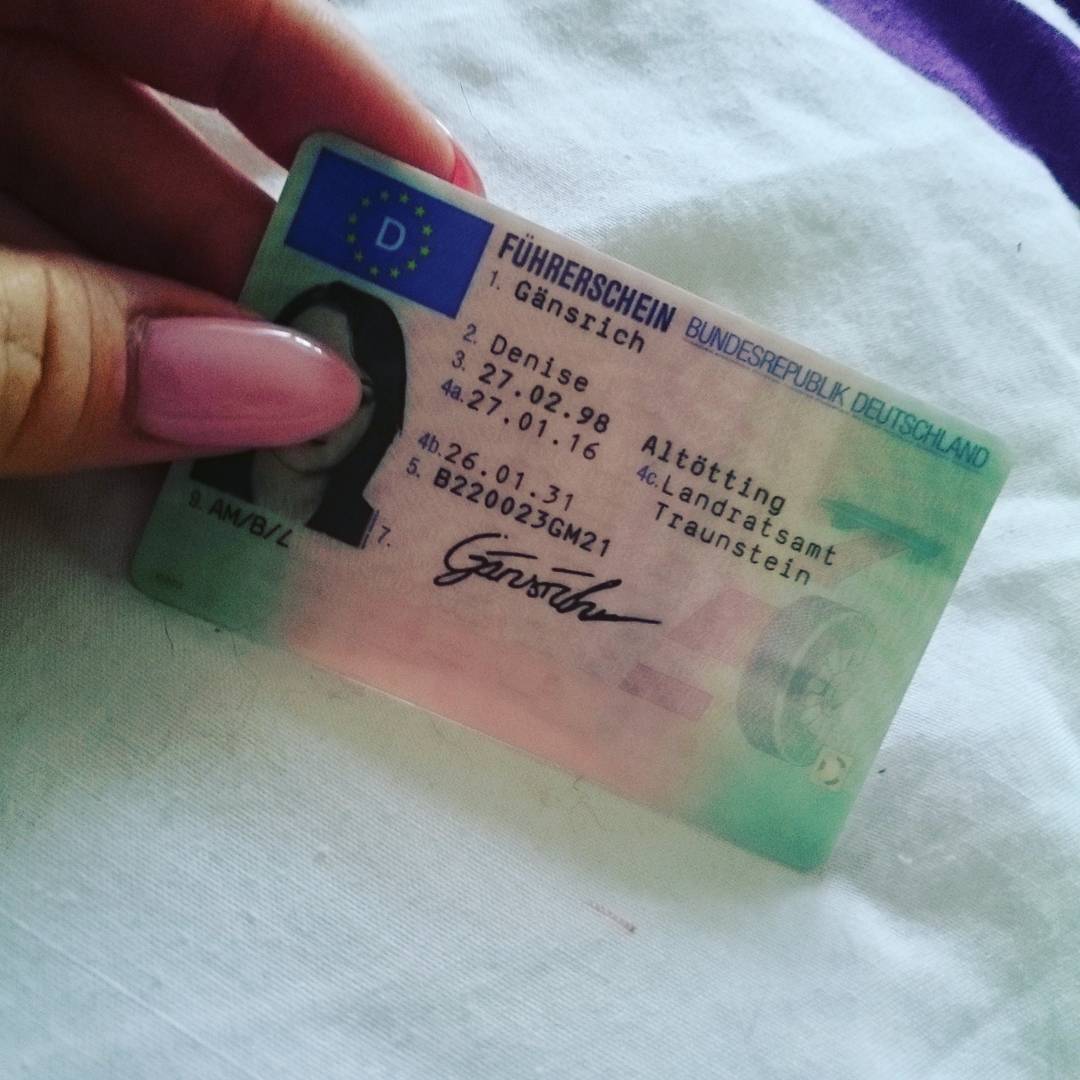 D
FÜHRERSCHEIN BUNDESREPUBLIK DEUTSCHLAND
1. Gänsrich
2. Denise
3. 27.02.98 Altötting
4a. 27.01.16 4c. Landratsamt
Traunstein
4b. 26.01.31
5. B220023GM21
7. Gänsrich
9. AM/B/L